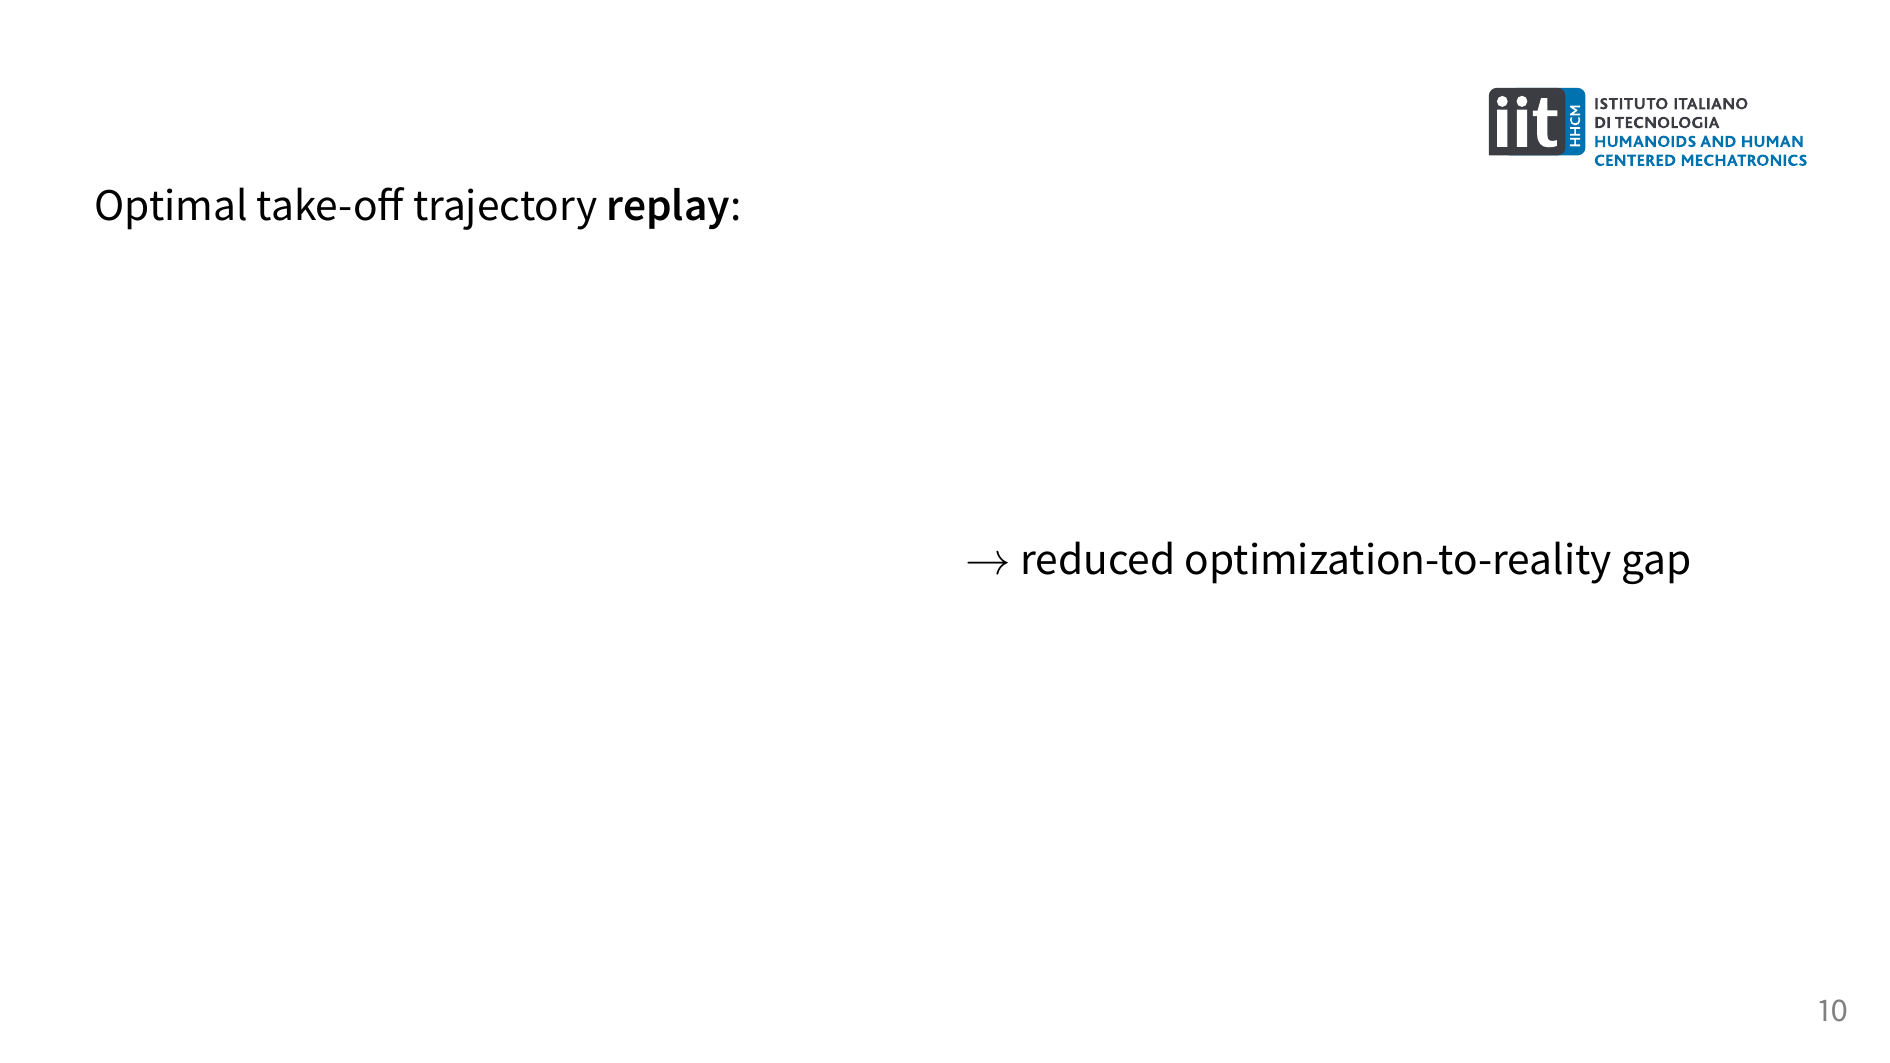 iit
HHCM
ISTITUTO ITALIANO
DI TECNOLOGIA
HUMANOIDS AND HUMAN
CENTERED MECHATRONICS
Optimal take-off trajectory replay:
→ reduced optimization-to-reality gap
10